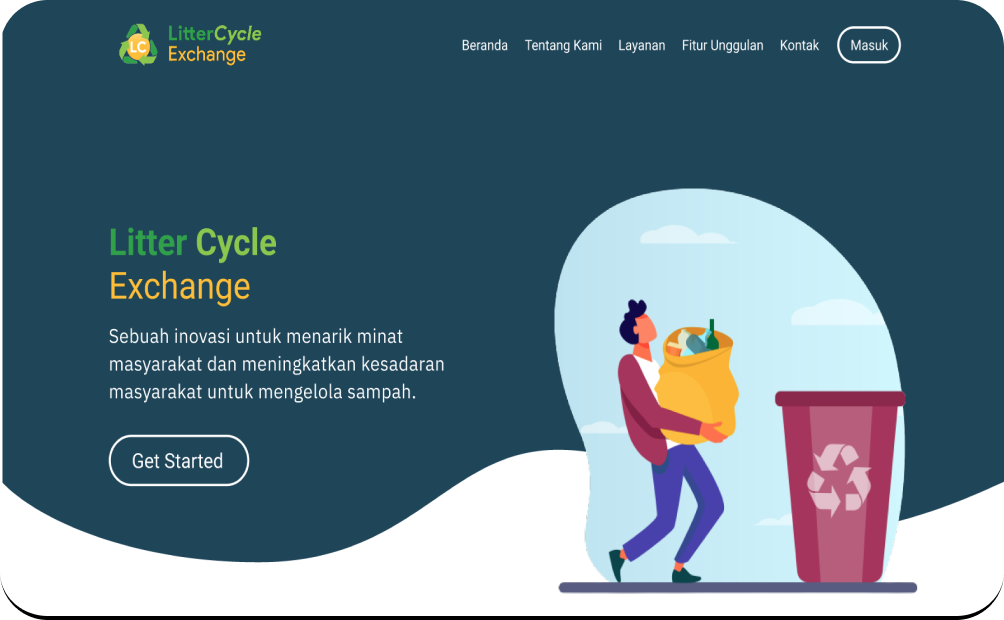 LC
LitterCycle
Exchange
Beranda Tentang Kami Layanan Fitur Unggulan Kontak Masuk
Litter Cycle
Exchange
Sebuah inovasi untuk menarik minat
masyarakat dan meningkatkan kesadaran
masyarakat untuk mengelola sampah.
Get Started